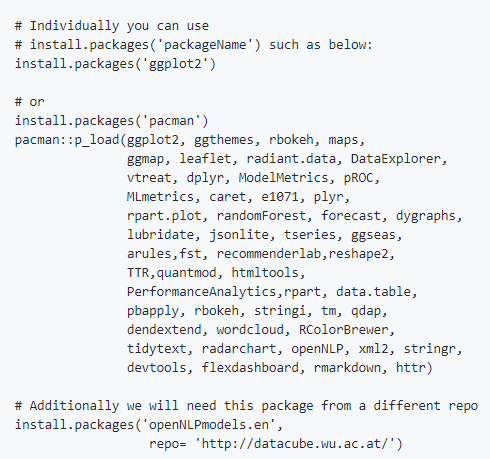 # Individually you can use
# install.packages('packageName') such as below:
install.packages('ggplot2')

# or
install.packages('pacman')
pacman::p_load(ggplot2, ggthemes, rbokeh, maps,
               ggmap, leaflet, radiant.data, DataExplorer,
               vtreat, dplyr, ModelMetrics, pROC,
               MLmetrics, caret, e1071, plyr,
               rpart.plot, randomForest, forecast, dygraphs,
               lubridate, jsonlite, tseries, ggseas,
               arules,fst, recommenderlab,reshape2,
               TTR,quantmod, htmltools,
               PerformanceAnalytics,rpart, data.table,
               pbapply, rbokeh, stringi, tm, qdap,
               dendextend, wordcloud, RColorBrewer,
               tidytext, radarchart, openNLP, xml2, stringr,
               devtools, flexdashboard, rmarkdown, httr)

# Additionally we will need this package from a different repo
install.packages('openNLPmodels.en',
                  repo= 'http://datacube.wu.ac.at/')